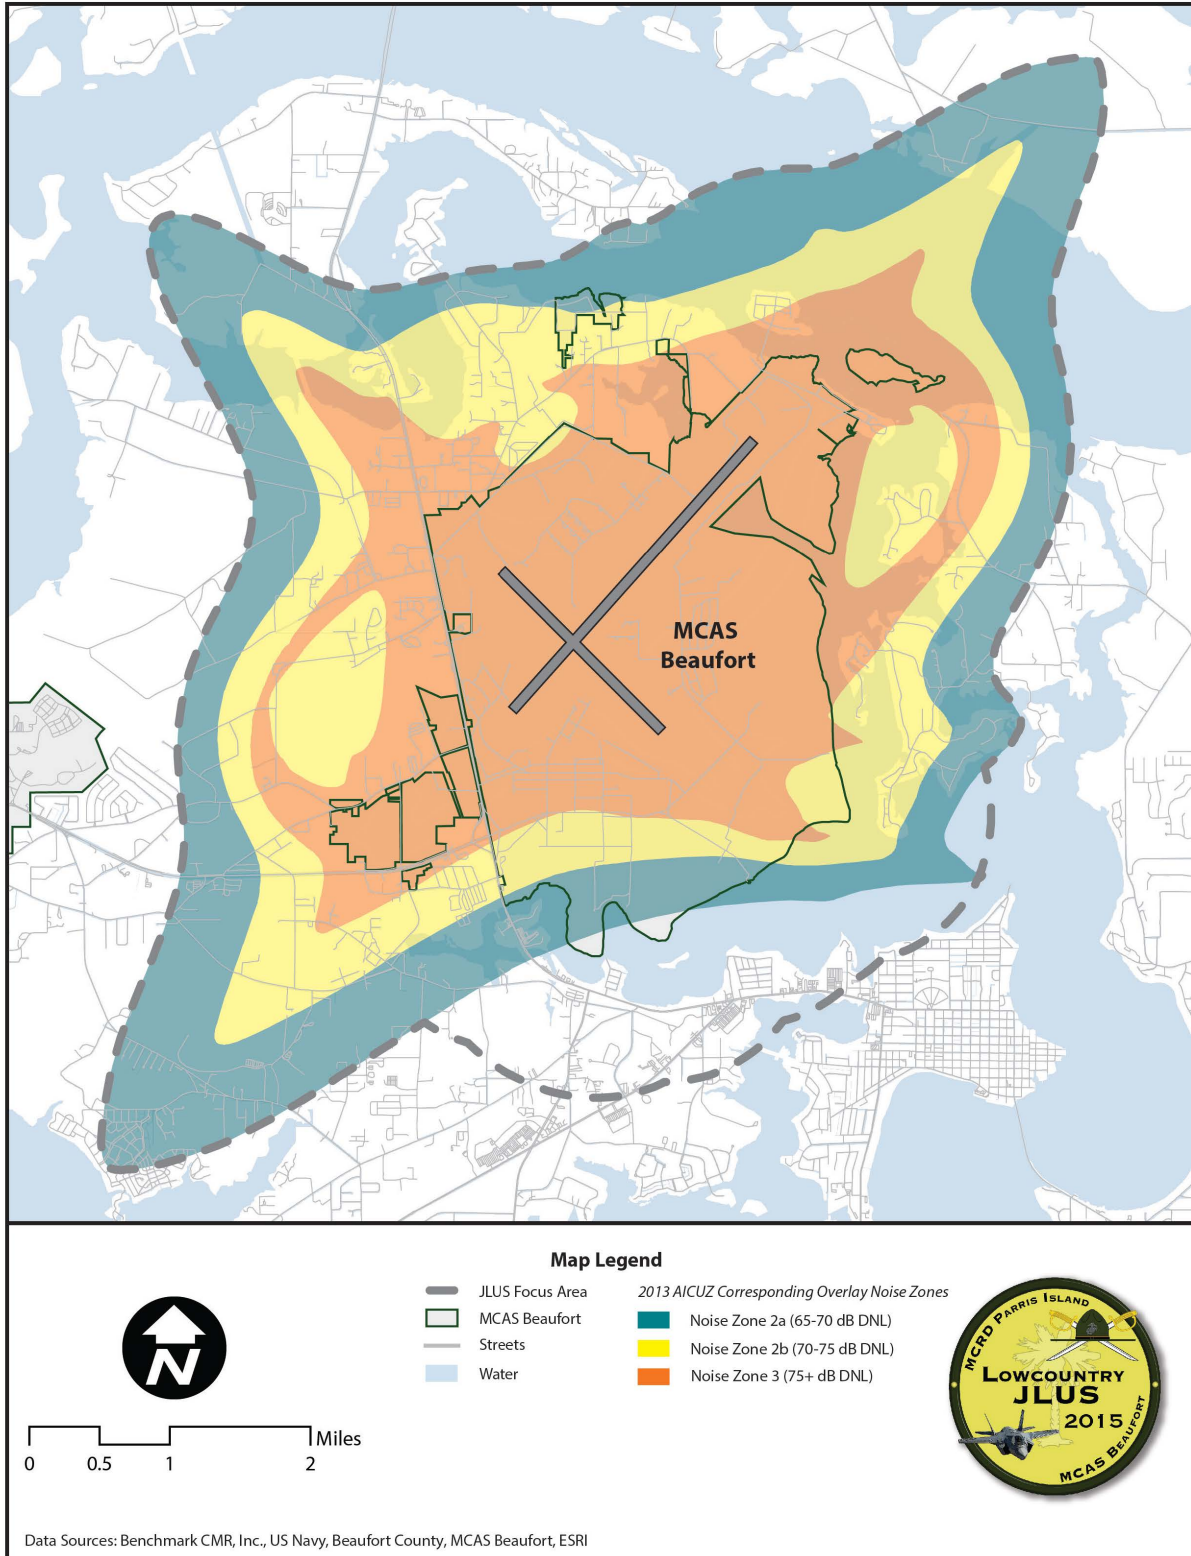 MCAS
Beaufort
Map Legend
JLUS Focus Area
MCAS Beaufort
Streets
Water
2013 AICUZ Corresponding Overlay Noise Zones
Noise Zone 2a (65-70 dB DNL)
Noise Zone 2b (70-75 dB DNL)
Noise Zone 3 (75+ dB DNL)
N
Miles
0 0.5 1 2
MCRD PARRIS ISLAND
LOWCOUNTRY
JLUS
2015
MCAS BEAUFORT
Data Sources: Benchmark CMR, Inc., US Navy, Beaufort County, MCAS Beaufort, ESRI